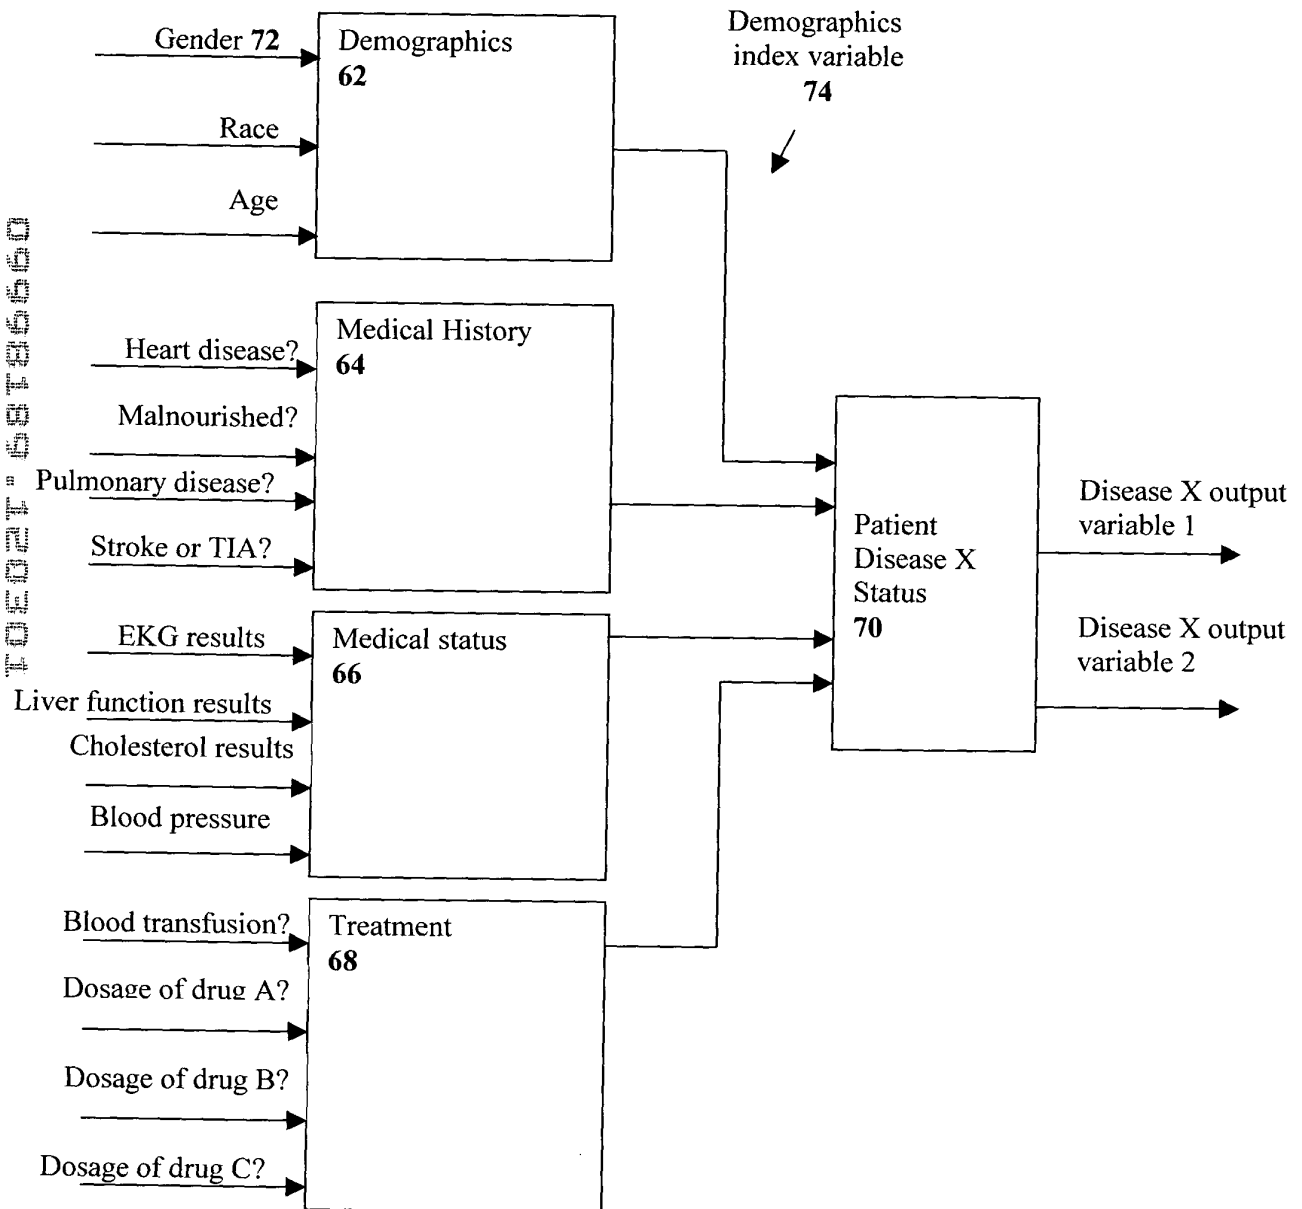 Gender 72
Race
Age
Demographics
62
Demographics
index variable
74
Heart disease?
Malnourished?
Pulmonary disease?
Stroke or TIA?
Medical History
64
EKG results
Liver function results
Cholesterol results
Blood pressure
Medical status
66
Blood transfusion?
Dosage of drug A?
Dosage of drug B?
Dosage of drug C?
Treatment
68
Patient
Disease X
Status
70
Disease X output
variable 1
Disease X output
variable 2